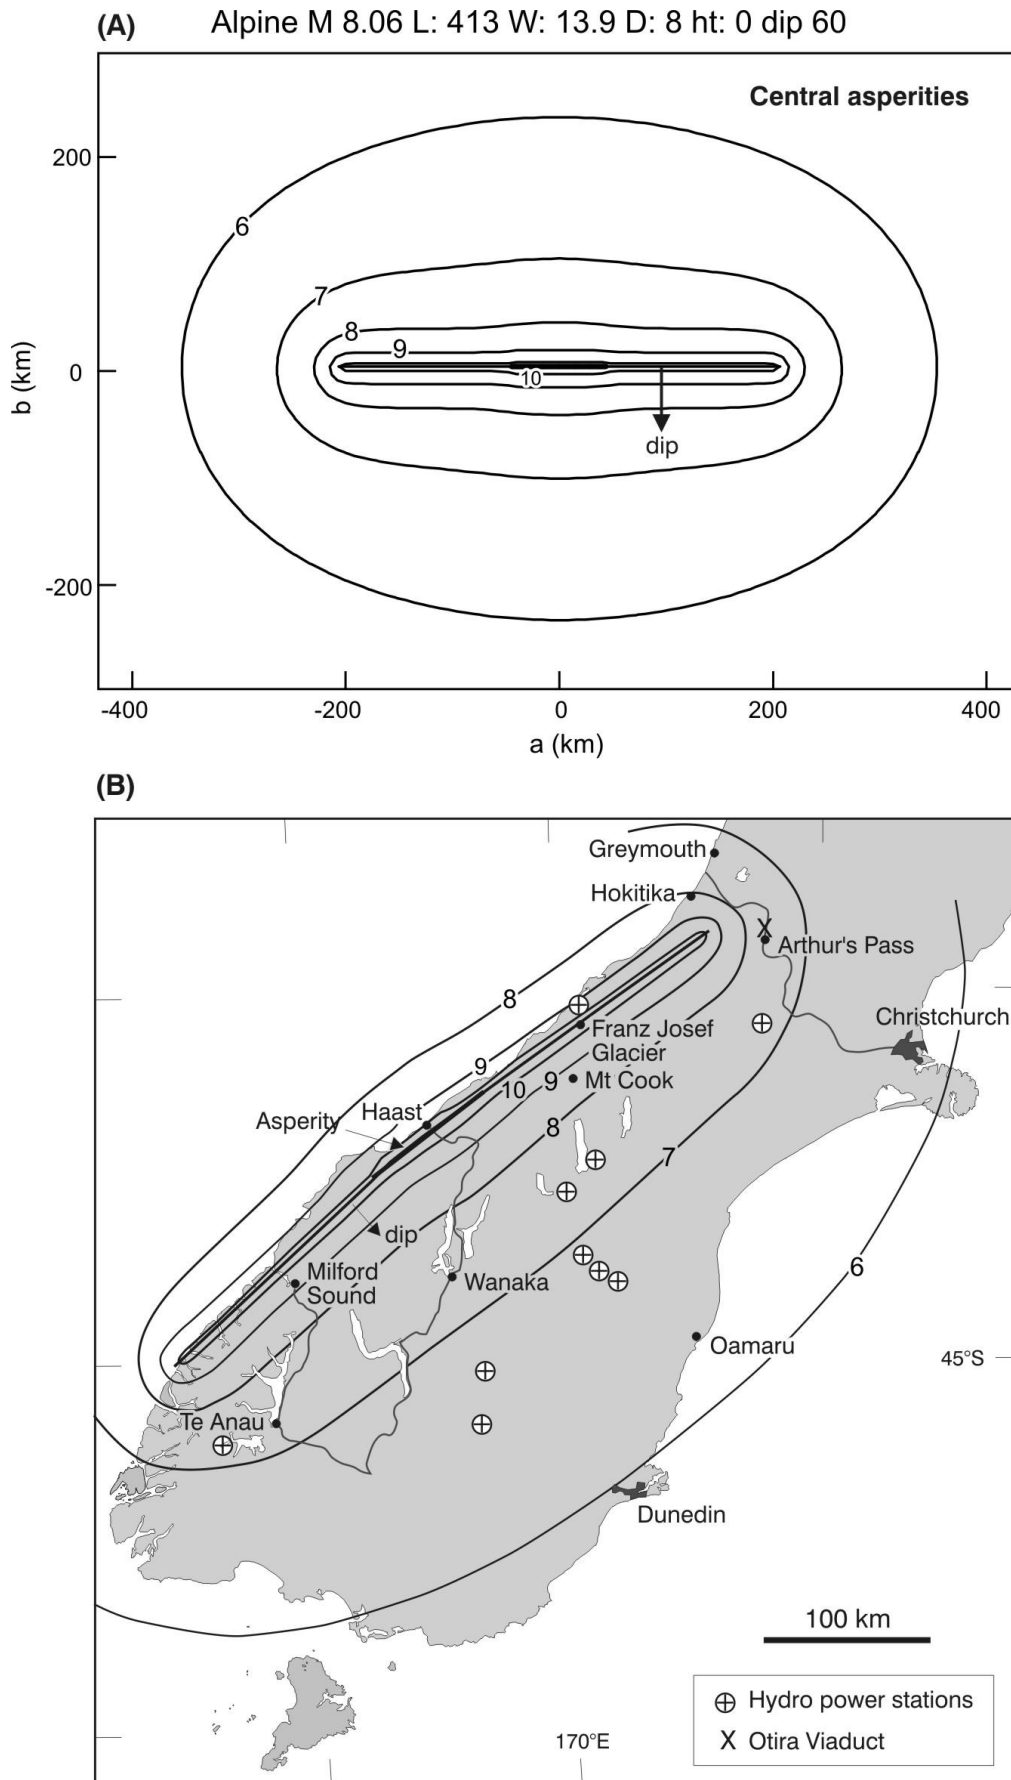 (A) Alpine M 8.06 L: 413 W: 13.9 D: 8 ht: 0 dip 60
Central asperities
200
6
7
8
9
b (km)
0
10
dip
-200
-400 -200 0 200 400
a (km)
(B)
Greymouth
Hokitika
Arthur's Pass
8
Christchurch
Franz Josef
Glacier
9
10 9 Mt Cook
Asperity Haast
8
7
dip
6
Milford
Sound
Wanaka
Oamaru
45°S
Te Anau
Dunedin
100 km
Hydro power stations
X Otira Viaduct
170°E
X